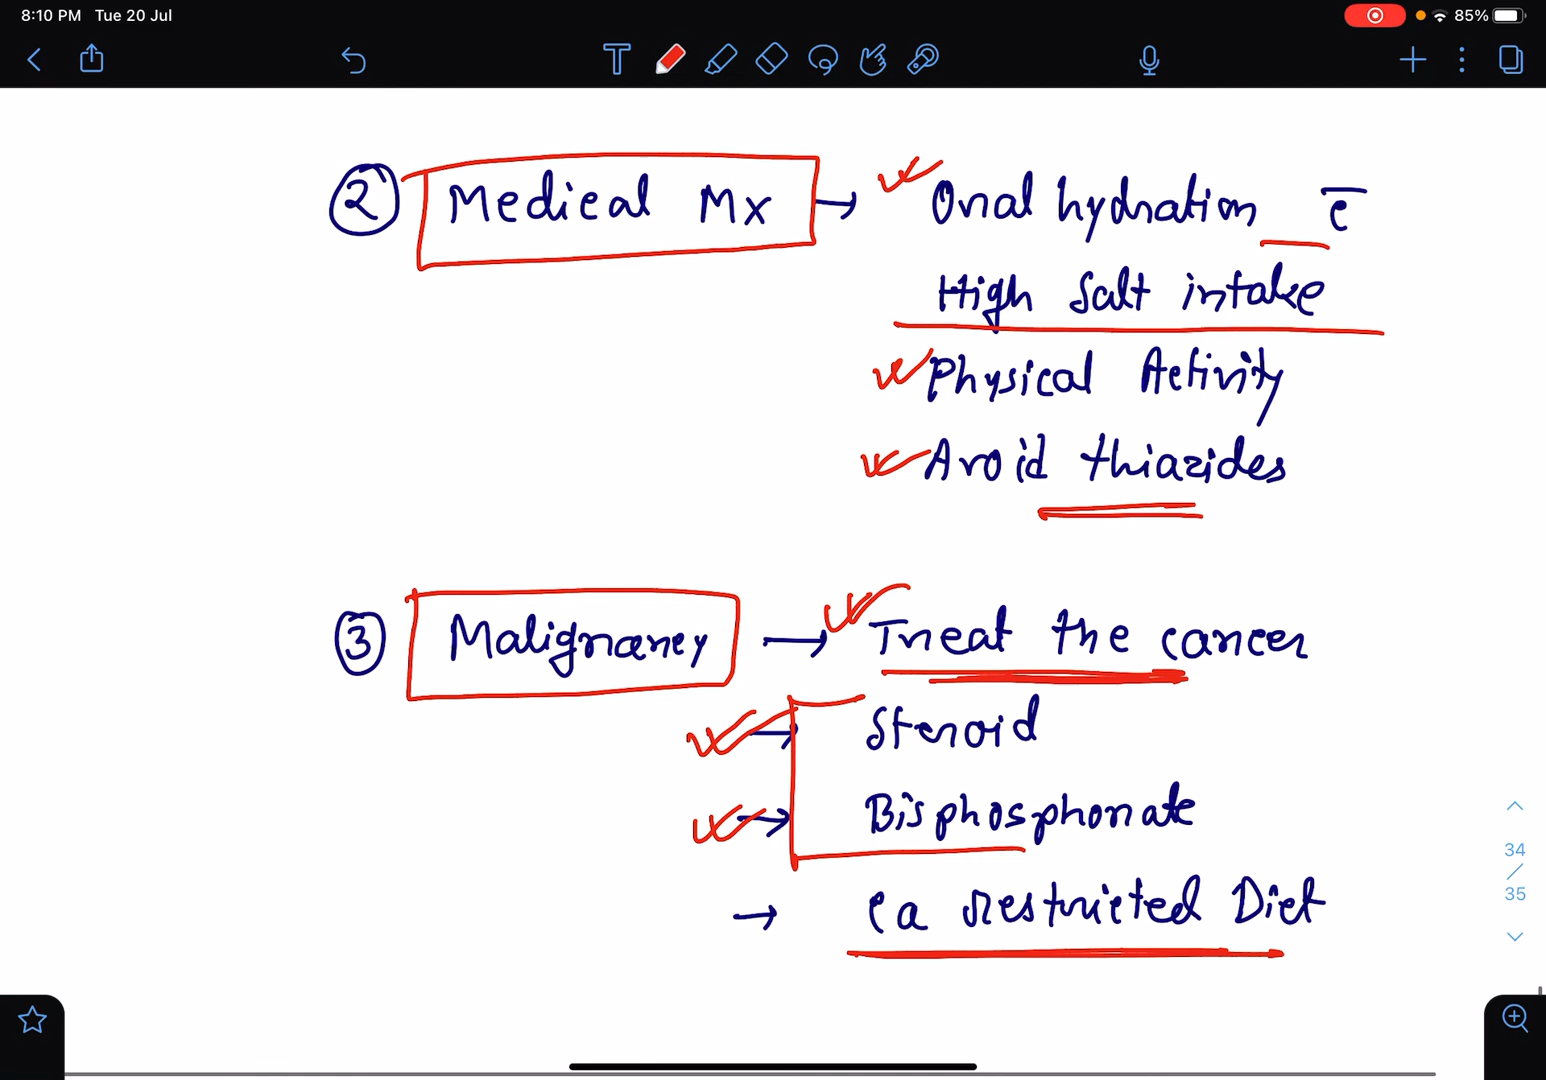 8:10 PM Tue 20 Jul
85%
T
2 Medical Mx → Oral hydration c̅
High Salt intake
Physical Activity
Avoid thiazides
3 Malignancy → Treat the cancer
→ Steroid
→ Bisphosphonate
→ Ca restricted Diet
34
/
35